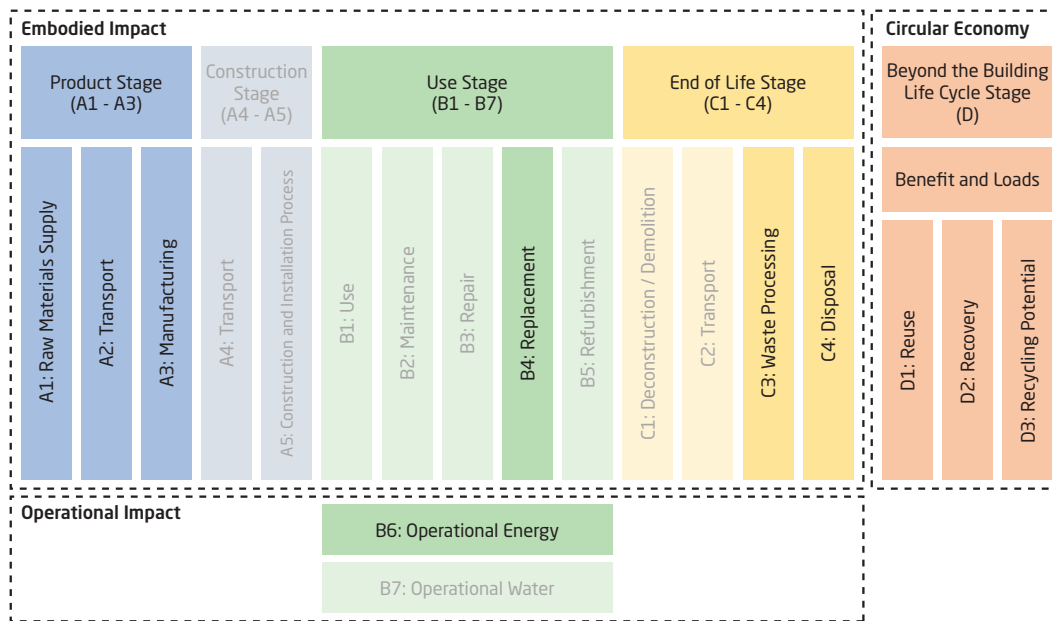 Embodied Impact
Circular Economy
Product Stage
(A1 - A3)
Construction
Stage
(A4 - A5)
Use Stage
(B1 - B7)
End of Life Stage
(C1 - C4)
Beyond the Building
Life Cycle Stage
(D)
Benefit and Loads
A1: Raw Materials Supply
A2: Transport
A3: Manufacturing
A4: Transport
A5: Construction and Installation Process
B1: Use
B2: Maintenance
B3: Repair
B4: Replacement
B5: Refurbishment
C1: Deconstruction / Demolition
C2: Transport
C3: Waste Processing
C4: Disposal
D1: Reuse
D2: Recovery
D3: Recycling Potential
Operational Impact
B6: Operational Energy
B7: Operational Water